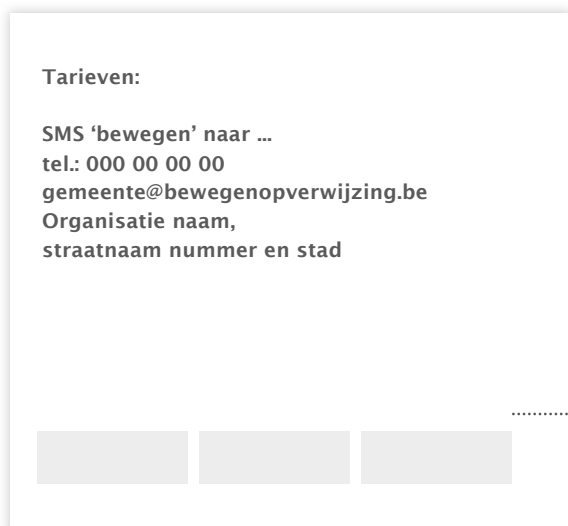 Tarieven:
SMS ‘bewegen’ naar ...
tel.: 000 00 00 00
gemeente@bewegenopverwijzing.be
Organisatie naam,
straatnaam nummer en stad
...........